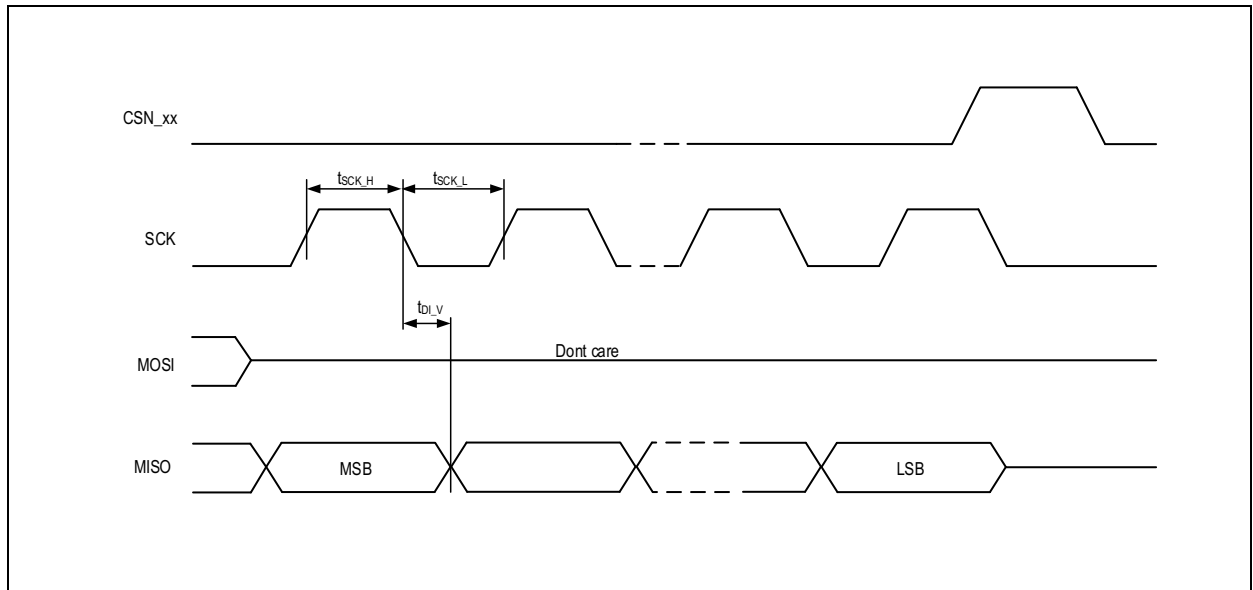 CSN_xx
tSCK_H
tSCK_L
SCK
tDI_V
MOSI
Dont care
MISO
MSB
LSB